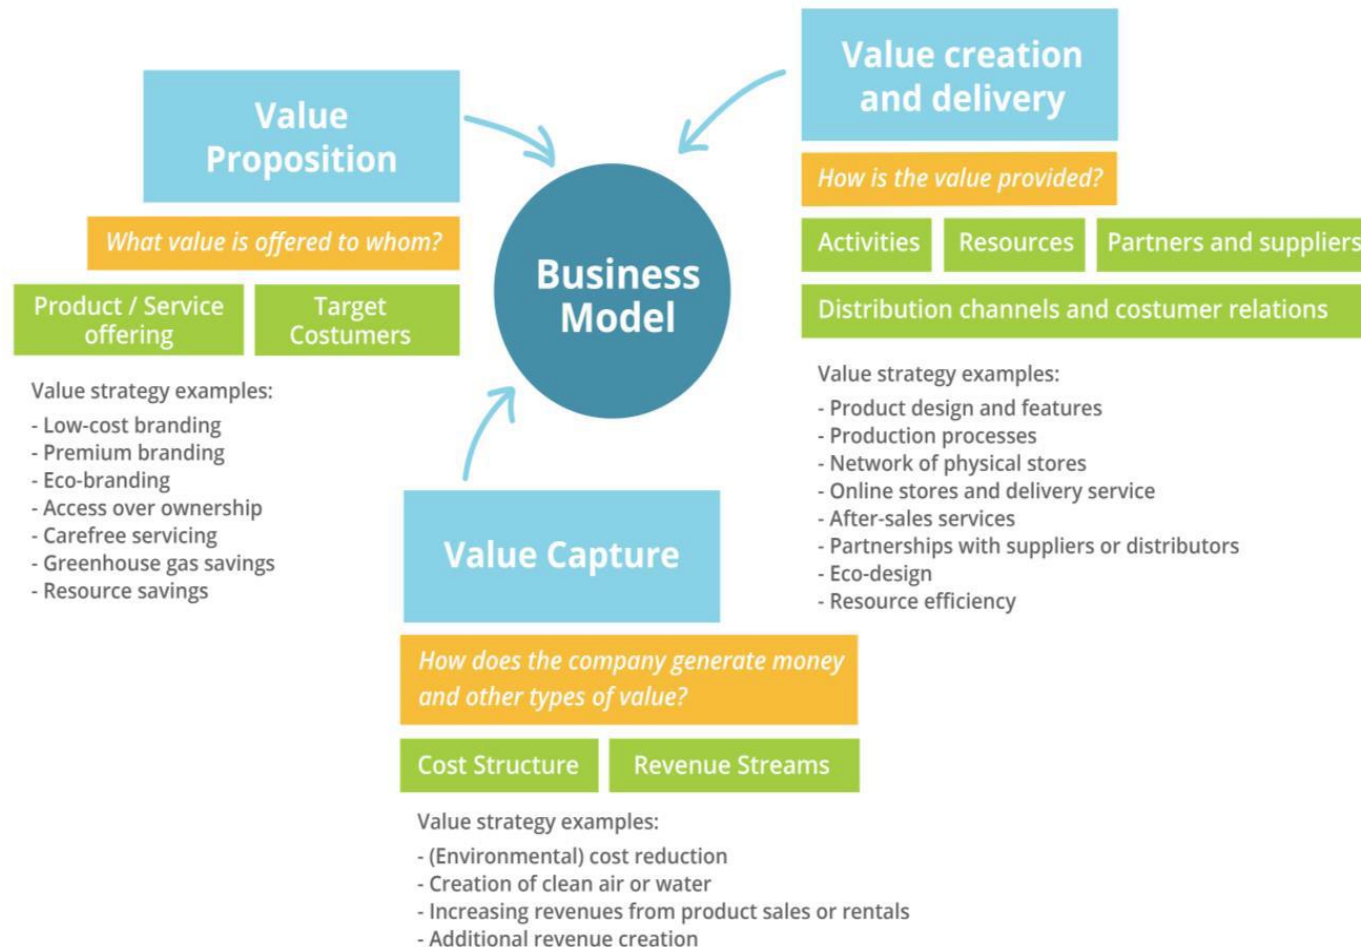 Value
Proposition
What value is offered to whom?
Product / Service
offering
Target
Costumers
Value strategy examples:
- Low-cost branding
- Premium branding
- Eco-branding
- Access over ownership
- Carefree servicing
- Greenhouse gas savings
- Resource savings
Business
Model
Value creation
and delivery
How is the value provided?
Activities
Resources
Partners and suppliers
Distribution channels and costumer relations
Value strategy examples:
- Product design and features
- Production processes
- Network of physical stores
- Online stores and delivery service
- After-sales services
- Partnerships with suppliers or distributors
- Eco-design
- Resource efficiency
Value Capture
How does the company generate money
and other types of value?
Cost Structure
Revenue Streams
Value strategy examples:
- (Environmental) cost reduction
- Creation of clean air or water
- Increasing revenues from product sales or rentals
- Additional revenue creation